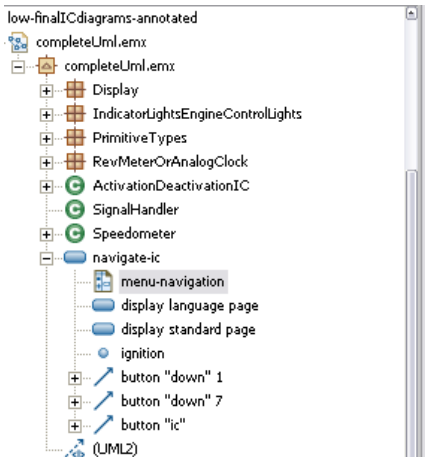 low-finalICdiagrams-annotated
completeUml.emx
completeUml.emx
Display
IndicatorLightsEngineControlLights
PrimitiveTypes
RevMeterOrAnalogClock
ActivationDeactivationIC
SignalHandler
Speedometer
navigate-ic
menu-navigation
display language page
display standard page
ignition
button "down" 1
button "down" 7
button "ic"
(UML2)